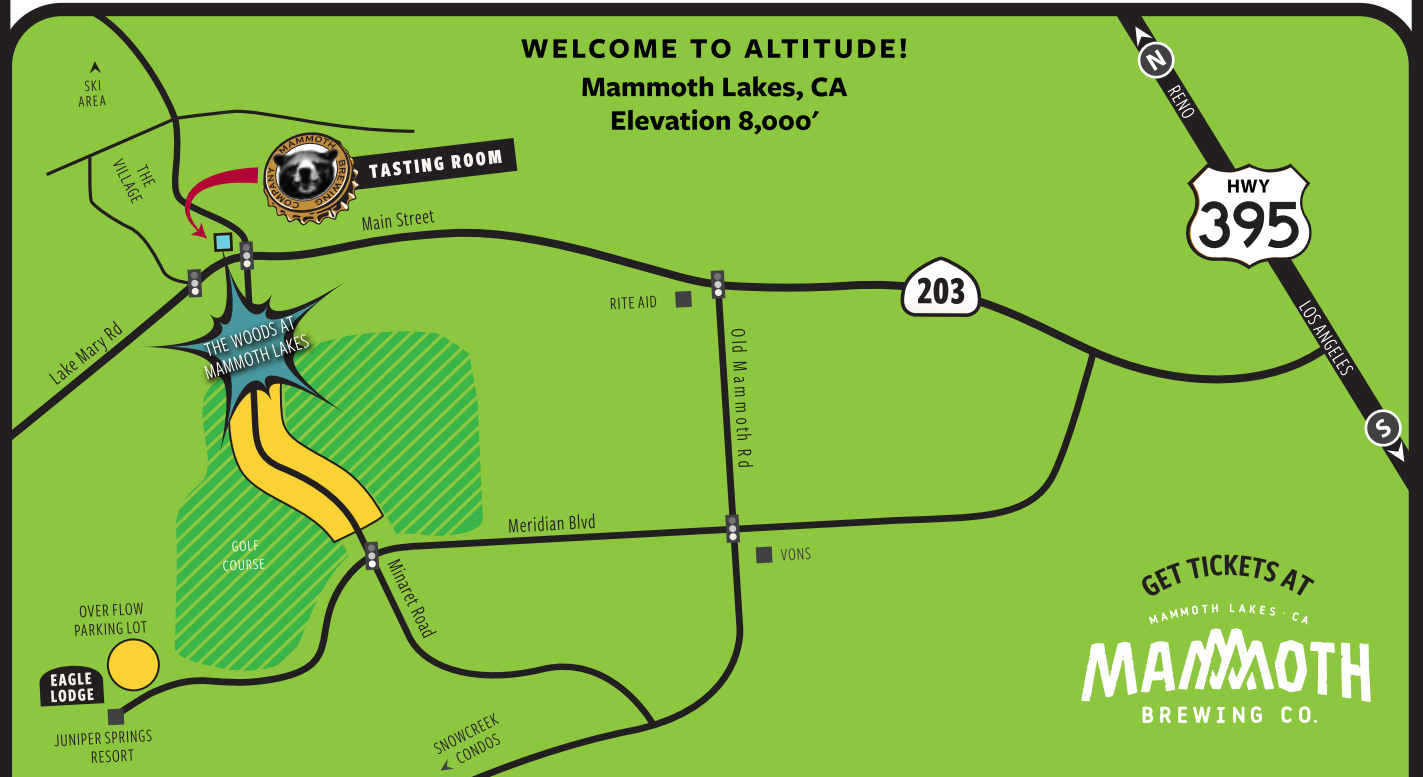 WELCOME TO ALTITUDE!
Mammoth Lakes, CA
Elevation 8,000′
N
RENO
HWY
395
LOS ANGELES
S
SKI
AREA
THE
VILLAGE
MAMMOTH
BREWING
COMPANY
TASTING ROOM
Main Street
203
RITE AID
Old Mammoth Rd
Lake Mary Rd
THE WOODS AT
MAMMOTH LAKES
GOLF
COURSE
Meridian Blvd
VONS
Minaret Road
OVER FLOW
PARKING LOT
EAGLE
LODGE
JUNIPER SPRINGS
RESORT
SNOWCREEK
CONDOS
GET TICKETS AT
MAMMOTH LAKES · CA
MAMMOTH
BREWING CO.